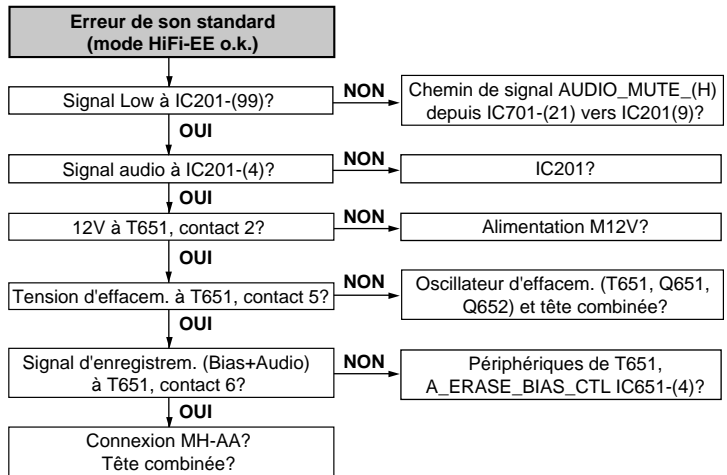 Erreur de son standard
(mode HiFi-EE o.k.)
Signal Low à IC201-(99)?
NON
Chemin de signal AUDIO_MUTE_(H)
depuis IC701-(21) vers IC201(9)?
OUI
Signal audio à IC201-(4)?
NON
IC201?
OUI
12V à T651, contact 2?
NON
Alimentation M12V?
OUI
Tension d'effacem. à T651, contact 5?
NON
Oscillateur d'effacem. (T651, Q651,
Q652) et tête combinée?
OUI
Signal d'enregistrem. (Bias+Audio)
à T651, contact 6?
NON
Périphériques de T651,
A_ERASE_BIAS_CTL IC651-(4)?
OUI
Connexion MH-AA?
Tête combinée?